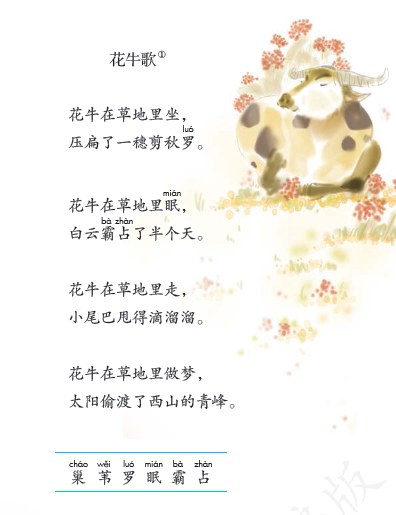 花牛歌①
花牛在草地里坐，
luó
压扁了一穗剪秋罗。
mián
花牛在草地里眠，
bà zhàn
白云霸占了半个天。
花牛在草地里走，
小尾巴甩得滴溜溜。
花牛在草地里做梦，
太阳偷渡了西山的青峰。
cháo wěi luó mián bà zhàn
巢 苇 罗 眠 霸 占
版